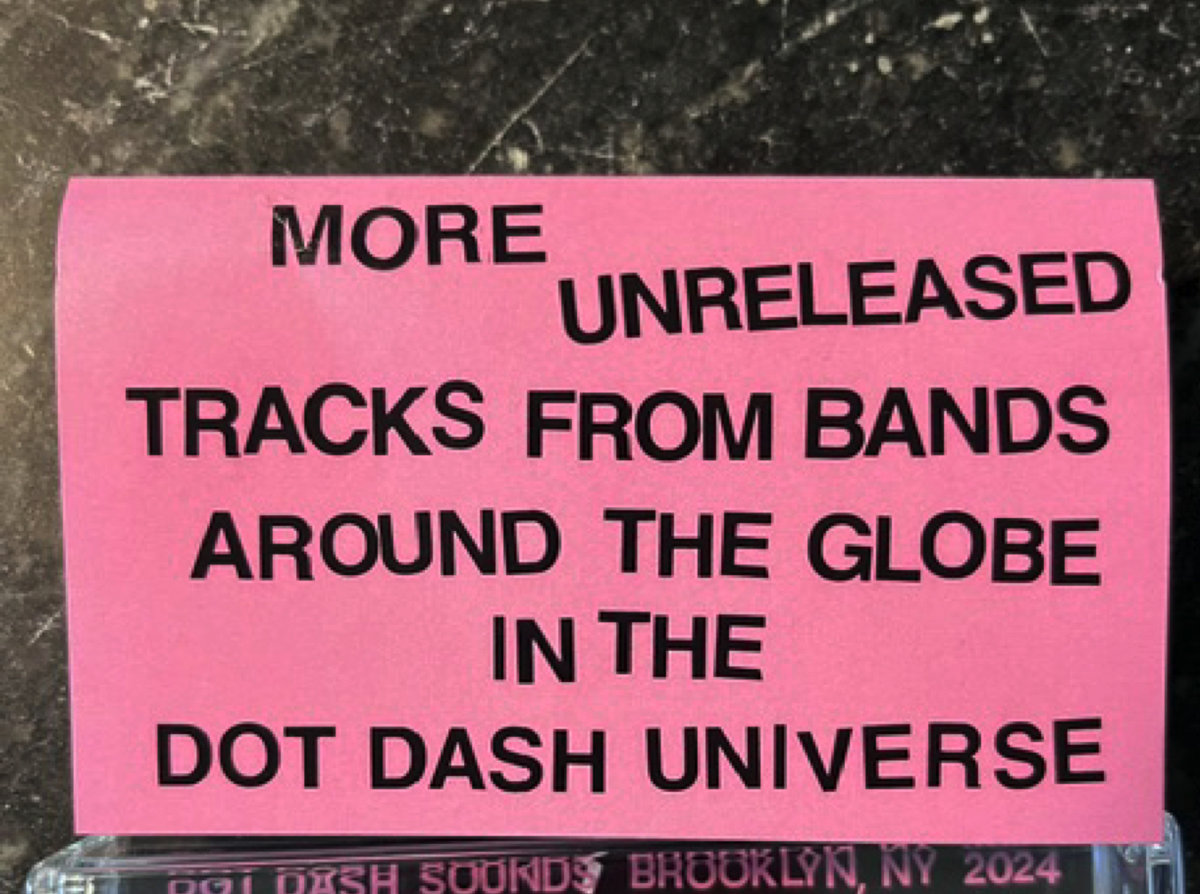 MORE
UNRELEASED
TRACKS FROM BANDS
AROUND THE GLOBE
IN THE
DOT DASH UNIVERSE
DOT DASH SOUNDS BROOKLYN, NY 2024